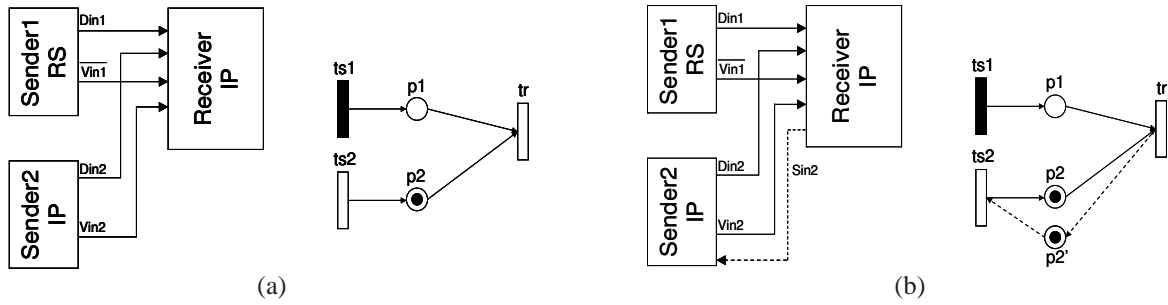 Sender1
RS
Din1
Vin1
Receiver
IP
Sender2
IP
Din2
Vin2
ts1
p1
tr
ts2
p2
(a)
Sender1
RS
Din1
Vin1
Receiver
IP
Sender2
IP
Din2
Sin2
Vin2
ts1
p1
tr
ts2
p2
p2'
(b)